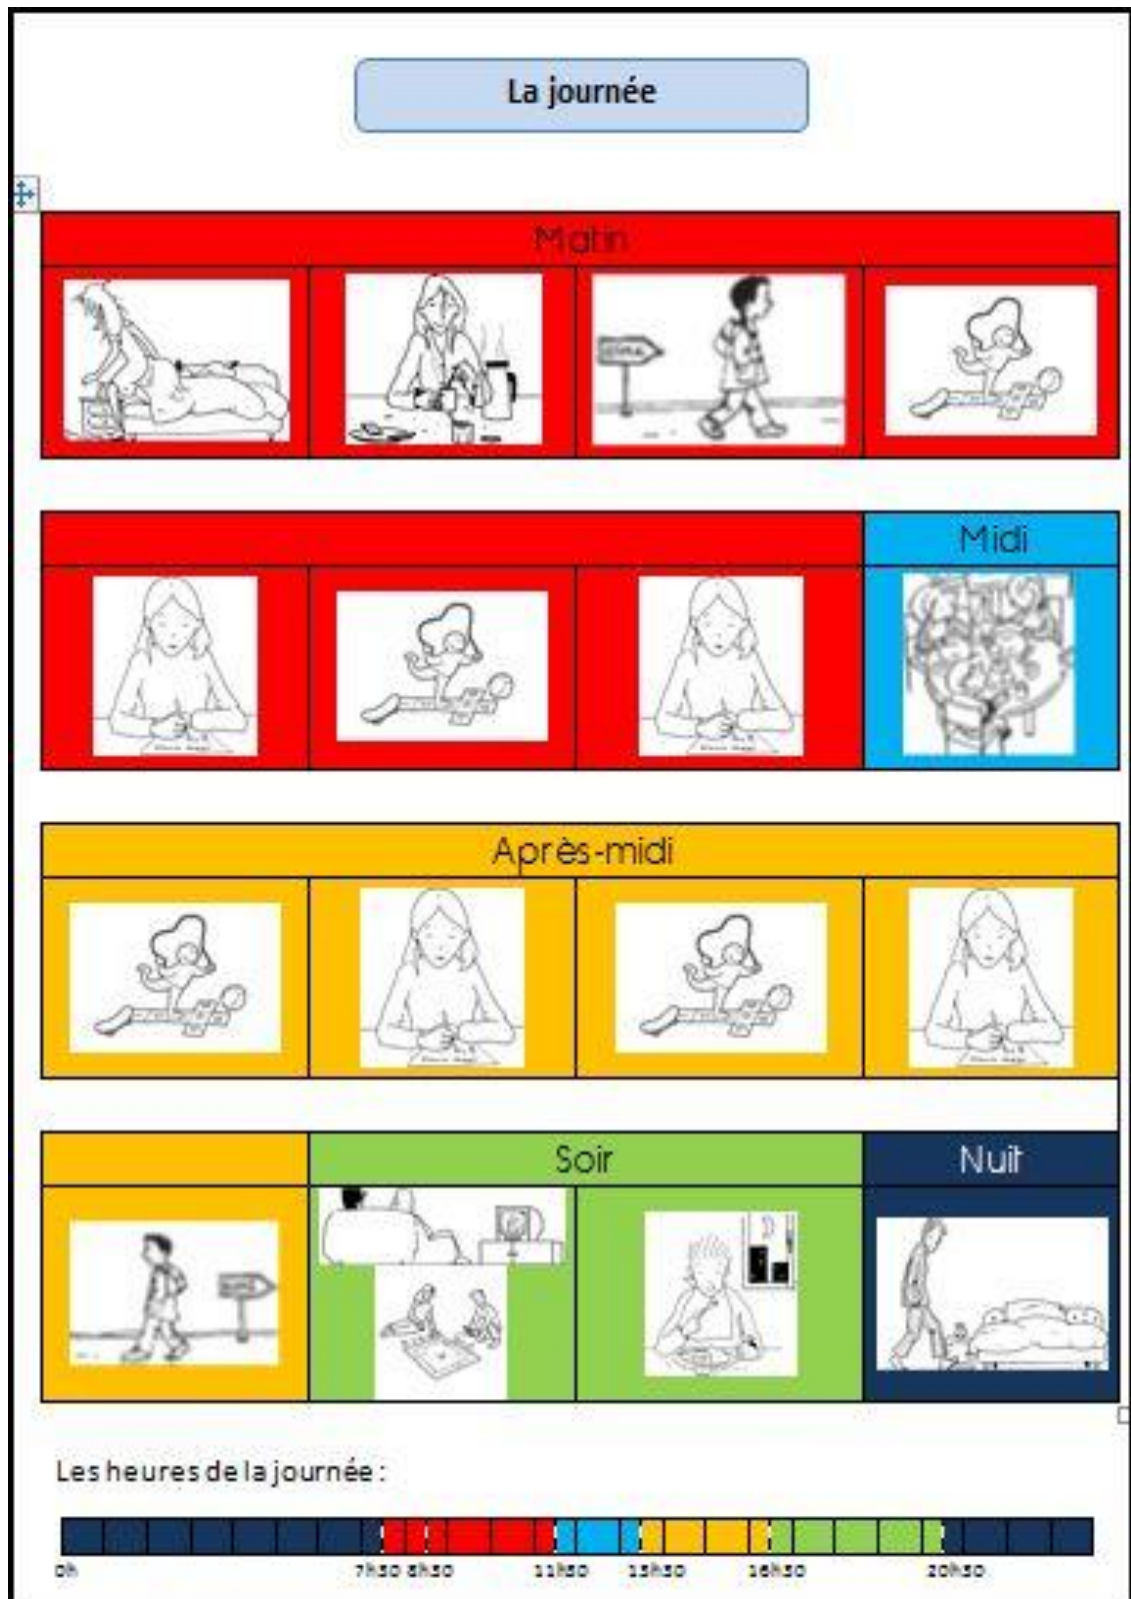 La journée
Matin
Midi
Après-midi
Soir
Nuit
Les heures de la journée :
0h 7h30 8h30 11h30 13h30 16h30 20h30